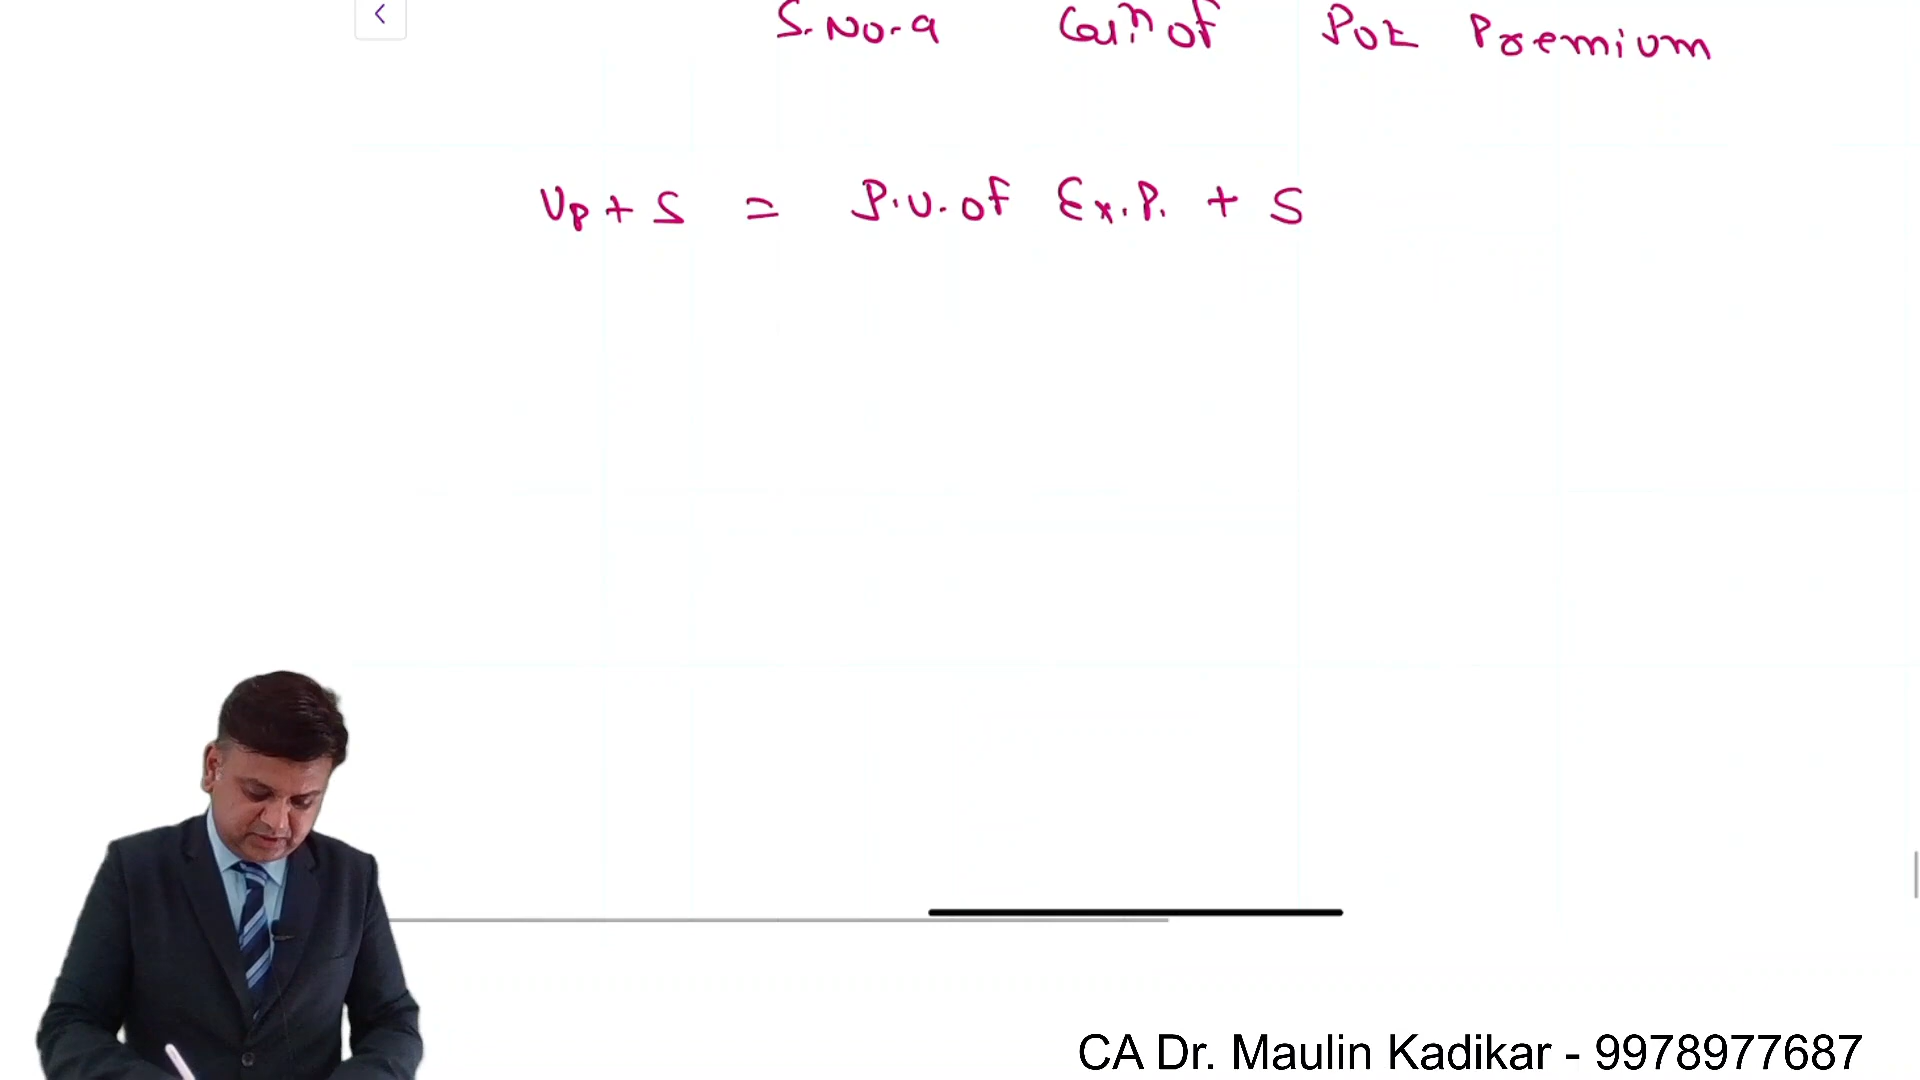 S.No.9 Caln of Put Premium
Vp + S = P.V. of Ex.P. + S
CA Dr. Maulin Kadikar - 9978977687